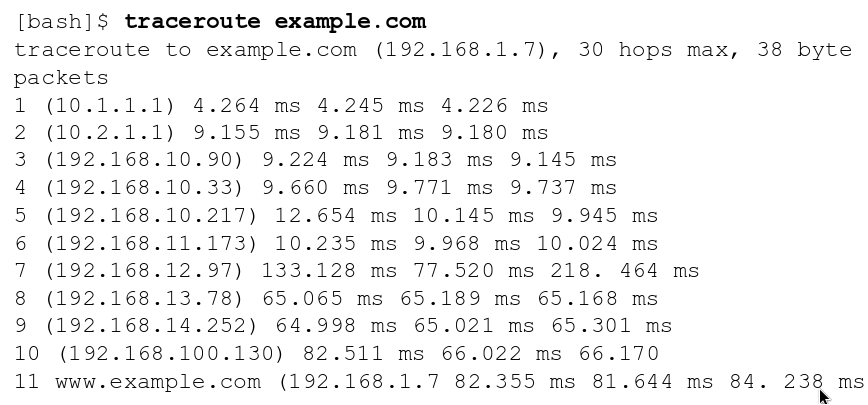 [bash]$ traceroute example.com
traceroute to example.com (192.168.1.7), 30 hops max, 38 byte
packets
1 (10.1.1.1) 4.264 ms 4.245 ms 4.226 ms
2 (10.2.1.1) 9.155 ms 9.181 ms 9.180 ms
3 (192.168.10.90) 9.224 ms 9.183 ms 9.145 ms
4 (192.168.10.33) 9.660 ms 9.771 ms 9.737 ms
5 (192.168.10.217) 12.654 ms 10.145 ms 9.945 ms
6 (192.168.11.173) 10.235 ms 9.968 ms 10.024 ms
7 (192.168.12.97) 133.128 ms 77.520 ms 218. 464 ms
8 (192.168.13.78) 65.065 ms 65.189 ms 65.168 ms
9 (192.168.14.252) 64.998 ms 65.021 ms 65.301 ms
10 (192.168.100.130) 82.511 ms 66.022 ms 66.170
11 www.example.com (192.168.1.7 82.355 ms 81.644 ms 84. 238 ms